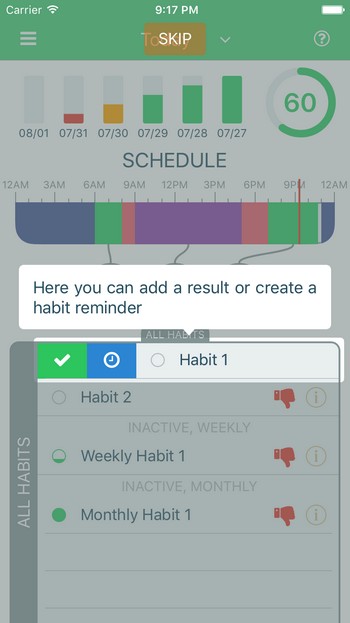 Carrier 9:17 PM
Today
SKIP
60
08/01 07/31 07/30 07/29 07/28 07/27
SCHEDULE
12AM 3AM 6AM 9AM 12PM 3PM 6PM 9PM 12AM
Here you can add a result or create a
habit reminder
ALL HABITS
Habit 1
ALL HABITS
Habit 2
INACTIVE, WEEKLY
Weekly Habit 1
INACTIVE, MONTHLY
Monthly Habit 1